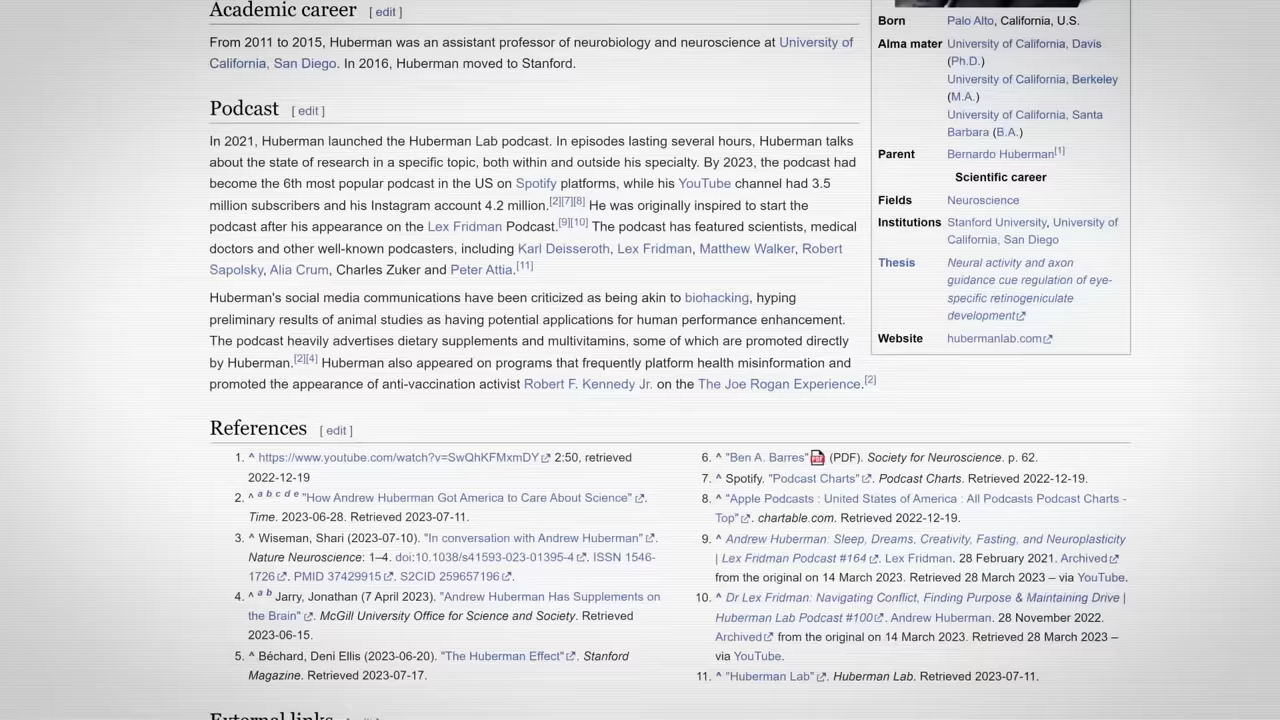 Academic career [ edit ]
From 2011 to 2015, Huberman was an assistant professor of neurobiology and neuroscience at University of
California, San Diego. In 2016, Huberman moved to Stanford.
Podcast [ edit ]
In 2021, Huberman launched the Huberman Lab podcast. In episodes lasting several hours, Huberman talks
about the state of research in a specific topic, both within and outside his specialty. By 2023, the podcast had
become the 6th most popular podcast in the US on Spotify platforms, while his YouTube channel had 3.5
million subscribers and his Instagram account 4.2 million.[2][7][8] He was originally inspired to start the
podcast after his appearance on the Lex Fridman Podcast.[9][10] The podcast has featured scientists, medical
doctors and other well-known podcasters, including Karl Deisseroth, Lex Fridman, Matthew Walker, Robert
Sapolsky, Alia Crum, Charles Zuker and Peter Attia.[11]
Huberman's social media communications have been criticized as being akin to biohacking, hyping
preliminary results of animal studies as having potential applications for human performance enhancement.
The podcast heavily advertises dietary supplements and multivitamins, some of which are promoted directly
by Huberman.[2][4] Huberman also appeared on programs that frequently platform health misinformation and
promoted the appearance of anti-vaccination activist Robert F. Kennedy Jr. on the The Joe Rogan Experience.[2]
Born Palo Alto, California, U.S.
Alma mater University of California, Davis
(Ph.D.)
University of California, Berkeley
(M.A.)
University of California, Santa
Barbara (B.A.)
Parent Bernardo Huberman[1]
Scientific career
Fields Neuroscience
Institutions Stanford University, University of
California, San Diego
Thesis Neural activity and axon
guidance cue regulation of eye-
specific retinogeniculate
development
Website hubermanlab.com
References [ edit ]
1. ^ https://www.youtube.com/watch?v=SwQhKFMxmDY 2:50, retrieved
2022-12-19
2. ^ a b c d e "How Andrew Huberman Got America to Care About Science".
Time. 2023-06-28. Retrieved 2023-07-11.
3. ^ Wiseman, Shari (2023-07-10). "In conversation with Andrew Huberman".
Nature Neuroscience: 1–4. doi:10.1038/s41593-023-01395-4. ISSN 1546-
1726. PMID 37429915. S2CID 259657196.
4. ^ a b Jarry, Jonathan (7 April 2023). "Andrew Huberman Has Supplements on
the Brain". McGill University Office for Science and Society. Retrieved
2023-06-15.
5. ^ Béchard, Deni Ellis (2023-06-20). "The Huberman Effect". Stanford
Magazine. Retrieved 2023-07-17.
6. ^ "Ben A. Barres" (PDF). Society for Neuroscience. p. 62.
7. ^ Spotify. "Podcast Charts". Podcast Charts. Retrieved 2022-12-19.
8. ^ "Apple Podcasts : United States of America : All Podcasts Podcast Charts -
Top". chartable.com. Retrieved 2022-12-19.
9. ^ Andrew Huberman: Sleep, Dreams, Creativity, Fasting, and Neuroplasticity
| Lex Fridman Podcast #164. Lex Fridman. 28 February 2021. Archived
from the original on 14 March 2023. Retrieved 28 March 2023 – via YouTube.
10. ^ Dr Lex Fridman: Navigating Conflict, Finding Purpose & Maintaining Drive |
Huberman Lab Podcast #100. Andrew Huberman. 28 November 2022.
Archived from the original on 14 March 2023. Retrieved 28 March 2023 –
via YouTube.
11. ^ "Huberman Lab". Huberman Lab. Retrieved 2023-07-11.
External links